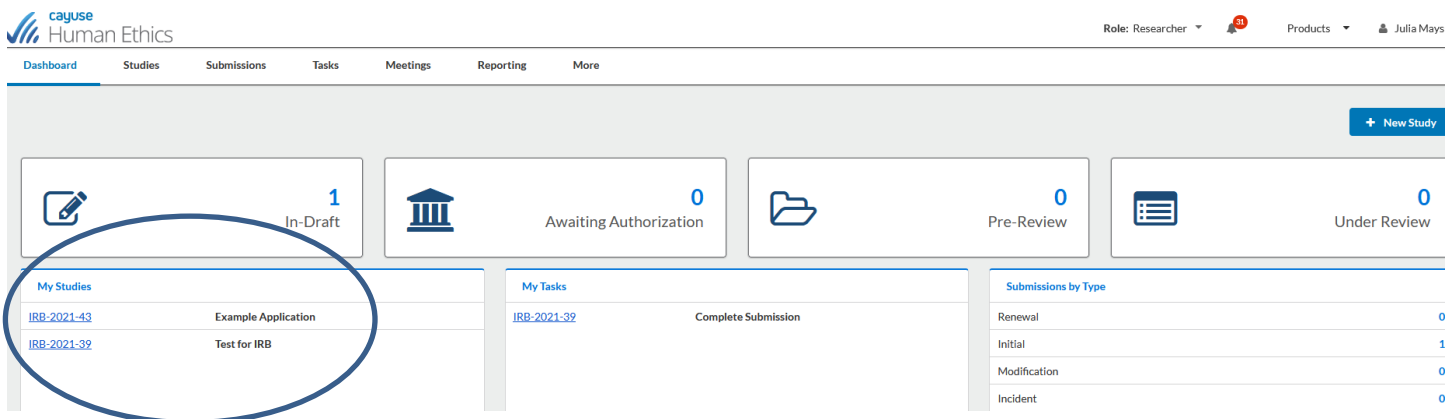 cayuse
Human Ethics
Role: Researcher
31
Products
Julia Mays
Dashboard Studies Submissions Tasks Meetings Reporting More
+ New Study
1
In-Draft
0
Awaiting Authorization
0
Pre-Review
0
Under Review
My Studies
IRB-2021-43 Example Application
IRB-2021-39 Test for IRB
My Tasks
IRB-2021-39 Complete Submission
Submissions by Type
Renewal 0
Initial 1
Modification 0
Incident 0